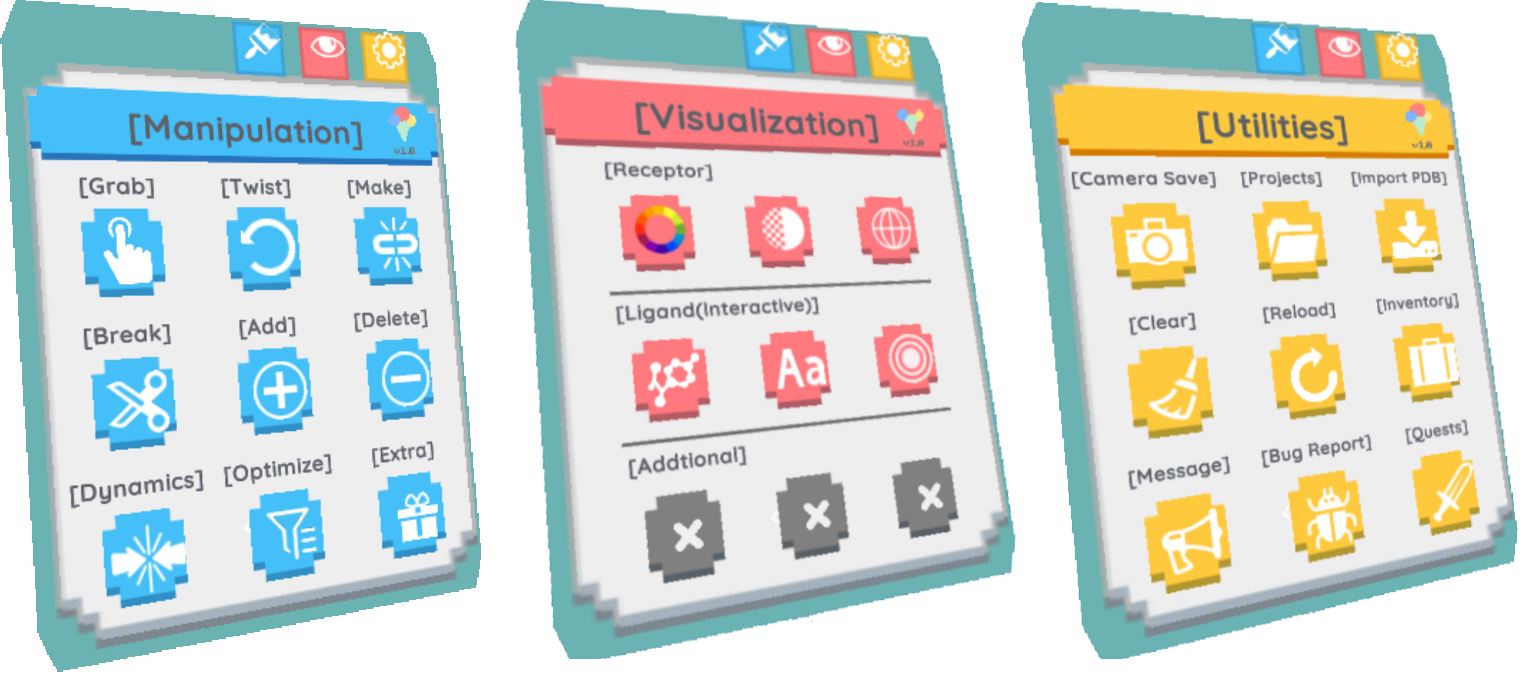 [Manipulation]
v1.0
[Grab] [Twist] [Make]
[Break] [Add] [Delete]
[Dynamics] [Optimize] [Extra]
[Visualization]
v1.0
[Receptor]
[Ligand(Interactive)]
Aa
[Addtional]
[Utilities]
v1.0
[Camera Save] [Projects] [Import PDB]
[Clear] [Reload] [Inventory]
[Message] [Bug Report] [Quests]